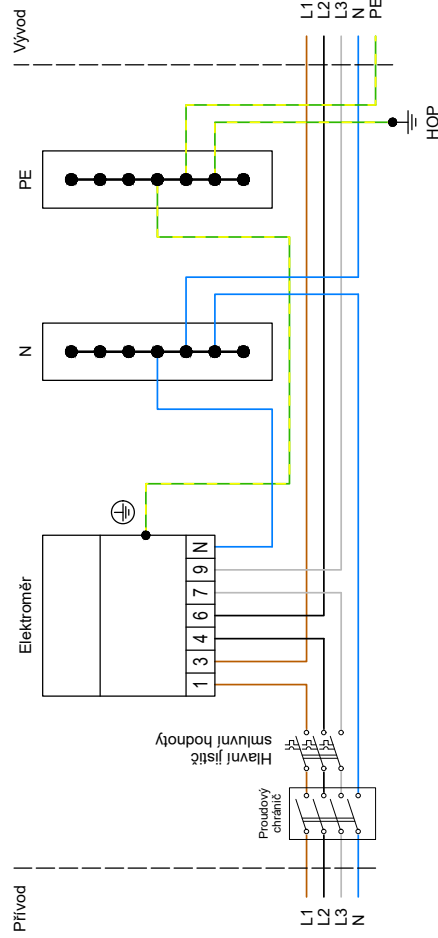 Přívod
Vývod
Elektroměr
N
PE
1 3 4 6 7 9 N
Hlavní jistič
smluvní hodnoty
Proudový
chránič
L1
L2
L3
N
L1
L2
L3
N
PE
HOP